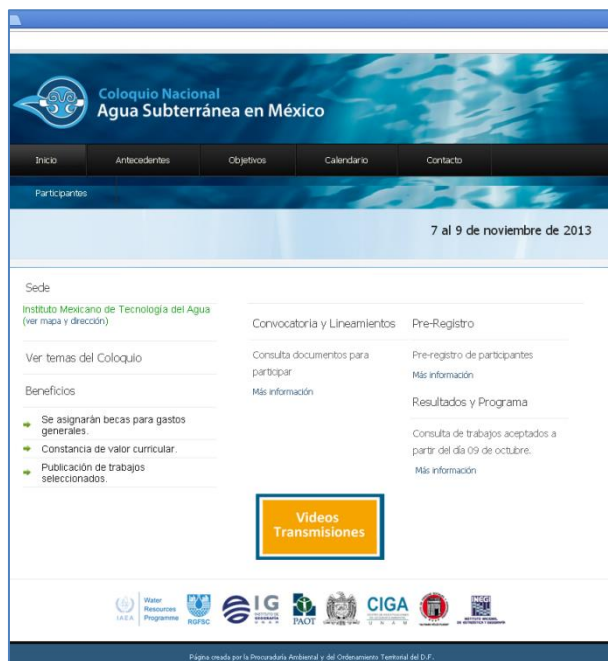 Coloquio Nacional
Agua Subterránea en México
Inicio
Antecedentes
Objetivos
Calendario
Contacto
Participantes
7 al 9 de noviembre de 2013
Sede
Instituto Mexicano de Tecnología del Agua
(ver mapa y dirección)
Ver temas del Coloquio
Beneficios
Se asignarán becas para gastos
generales.
Constancia de valor curricular.
Publicación de trabajos
seleccionados.
Convocatoria y Lineamientos
Consulta documentos para
participar
Más información
Pre-Registro
Pre-registro de participantes
Más información
Resultados y Programa
Consulta de trabajos aceptados a
partir del día 09 de octubre.
Más información
Videos
Transmisiones
IAEA
Water
Resources
Programme
RGFSC
IG
INSTITUTO DE
GEOGRAFÍA
UNAM
PAOT
CIGA
U N A M
INEGI
Página creada por la Procuraduría Ambiental y del Ordenamiento Territorial del D.F.